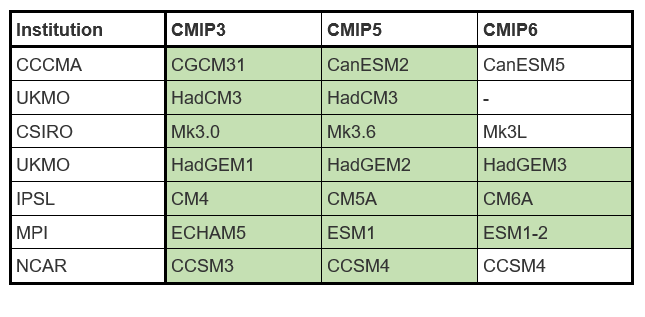 Institution CMIP3 CMIP5 CMIP6
CCCMA CGCM31 CanESM2 CanESM5
UKMO HadCM3 HadCM3 -
CSIRO Mk3.0 Mk3.6 Mk3L
UKMO HadGEM1 HadGEM2 HadGEM3
IPSL CM4 CM5A CM6A
MPI ECHAM5 ESM1 ESM1-2
NCAR CCSM3 CCSM4 CCSM4